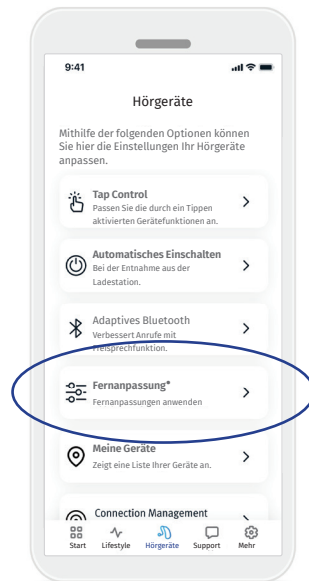 9:41
Hörgeräte
Mithilfe der folgenden Optionen können
Sie hier die Einstellungen Ihr Hörgeräte
anpassen.
Tap Control
Passen Sie die durch ein Tippen
aktivierten Gerätefunktionen an.
Automatisches Einschalten
Bei der Entnahme aus der
Ladestation.
Adaptives Bluetooth
Verbessert Anrufe mit
Freisprechfunktion.
Fernanpassung*
Fernanpassungen anwenden
Meine Geräte
Zeigt eine Liste Ihrer Geräte an.
Connection Management
Start Lifestyle Hörgeräte Support Mehr